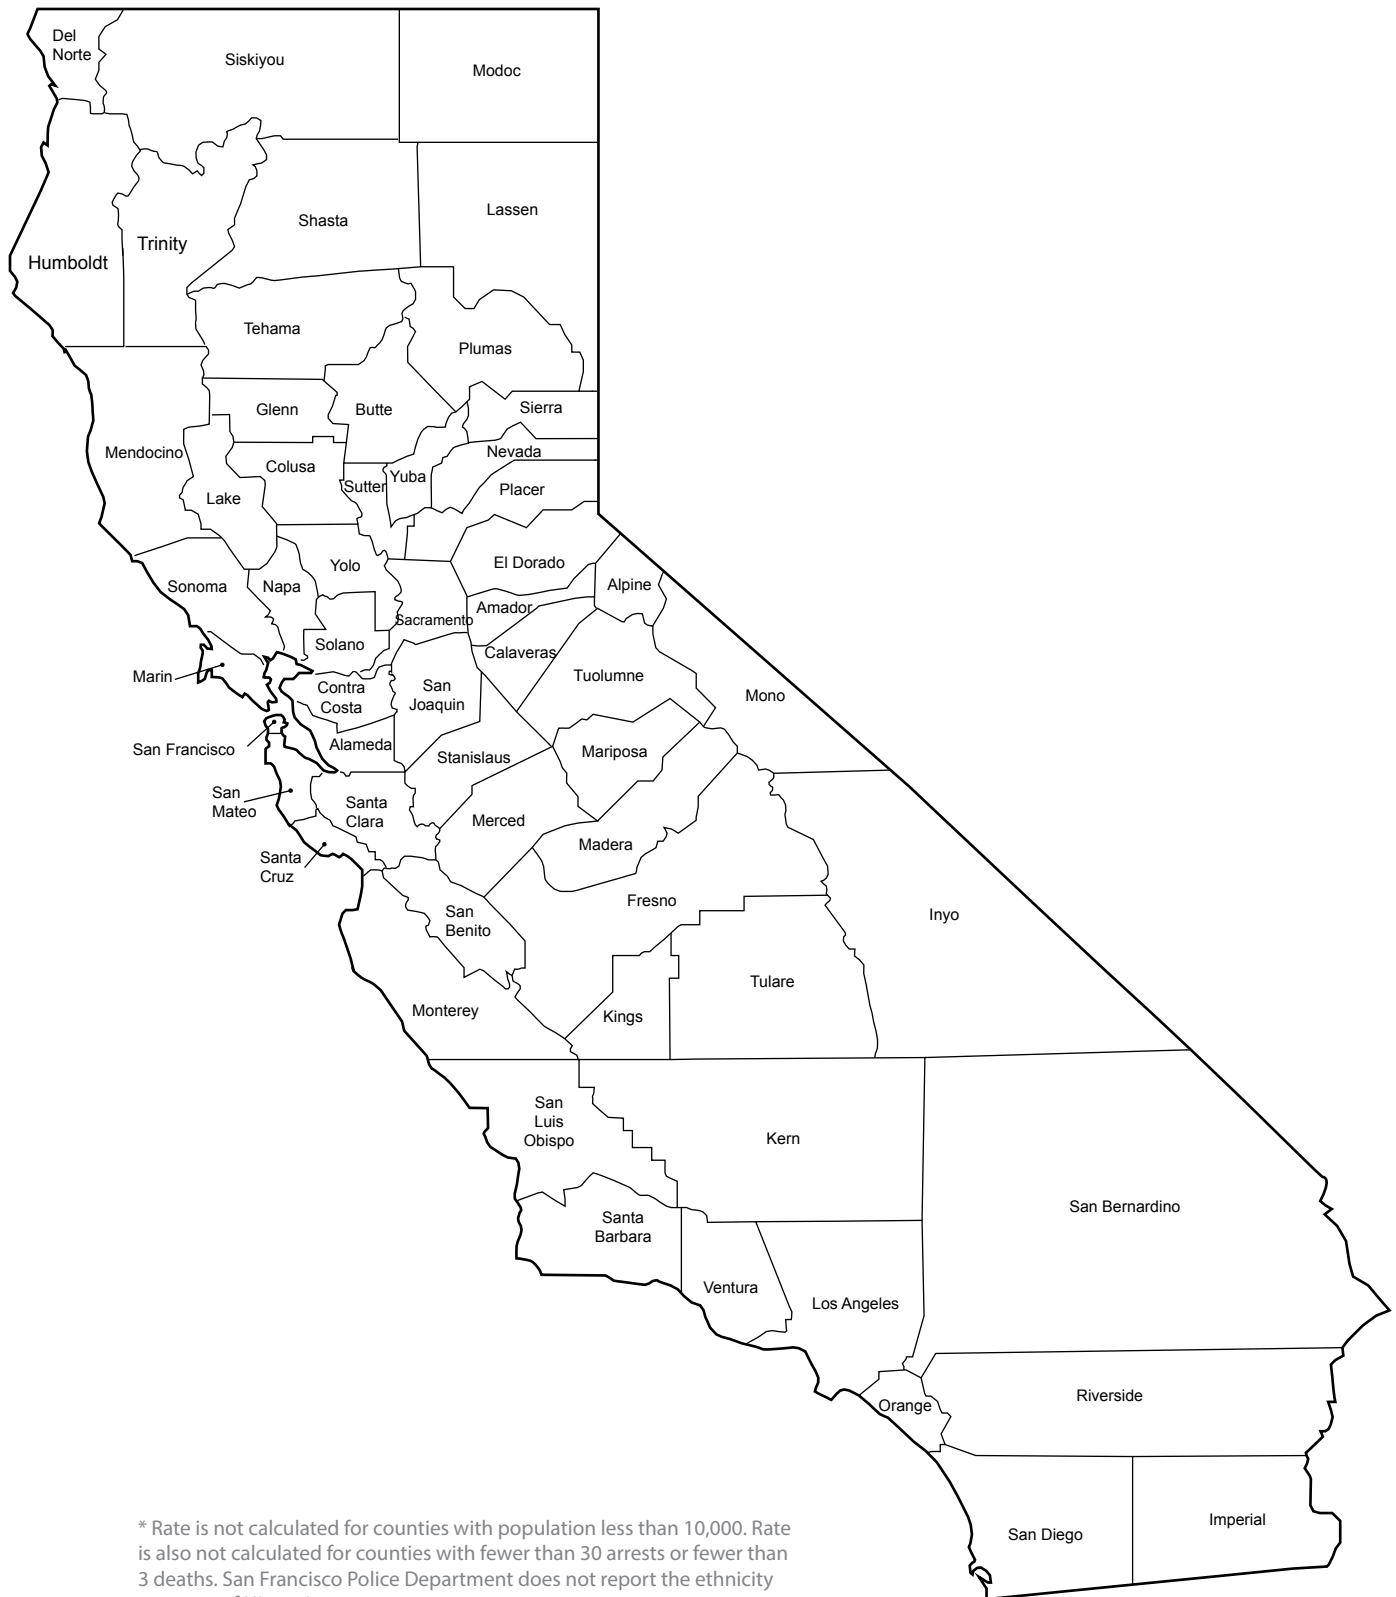 Del
Norte
Siskiyou
Modoc
Shasta
Lassen
Trinity
Humboldt
Tehama
Plumas
Glenn
Butte
Sierra
Mendocino
Colusa
Nevada
Lake
Sutter
Yuba
Placer
Sonoma
Napa
Yolo
El Dorado
Alpine
Sacramento
Amador
Solano
Calaveras
Marin
Contra
Costa
San
Joaquin
Tuolumne
Mono
San Francisco
Alameda
Stanislaus
Mariposa
San
Mateo
Santa
Clara
Merced
Madera
Santa
Cruz
Fresno
San
Benito
Inyo
Tulare
Monterey
Kings
San
Luis
Obispo
Kern
San Bernardino
Santa
Barbara
Ventura
Los Angeles
Orange
Riverside
San Diego
Imperial
* Rate is not calculated for counties with population less than 10,000. Rate
is also not calculated for counties with fewer than 30 arrests or fewer than
3 deaths. San Francisco Police Department does not report the ethnicity